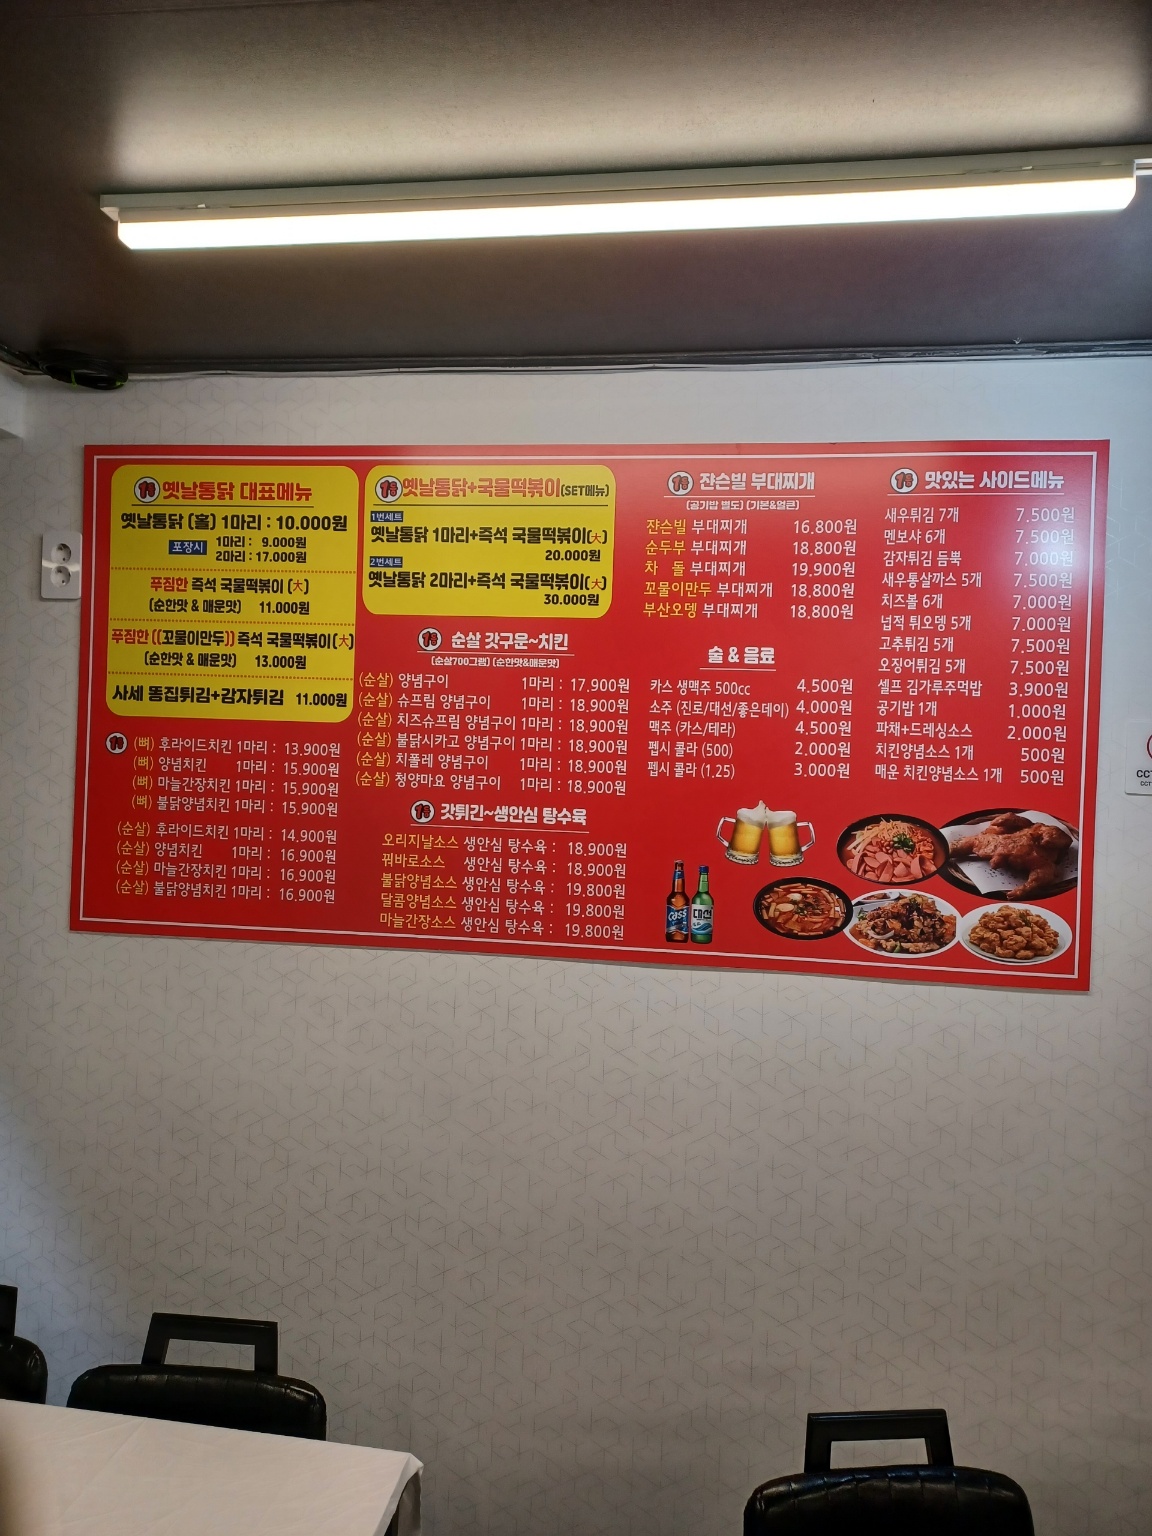 옛날통닭 대표메뉴
옛날통닭 (홀) 1마리 : 10.000원
포장시 1마리 : 9.000원
2마리 : 17.000원
푸짐한 즉석 국물떡볶이 (大)
(순한맛 & 매운맛) 11.000원
푸짐한 ((꼬물이만두)) 즉석 국물떡볶이(大)
(순한맛 & 매운맛) 13.000원
사세 똥집튀김+감자튀김 11.000원
(뼈) 후라이드치킨 1마리 : 13.900원
(뼈) 양념치킨 1마리 : 15.900원
(뼈) 마늘간장치킨 1마리 : 15.900원
(뼈) 불닭양념치킨 1마리 : 15.900원
(순살) 후라이드치킨 1마리 : 14.900원
(순살) 양념치킨 1마리 : 16.900원
(순살) 마늘간장치킨 1마리 : 16.900원
(순살) 불닭양념치킨 1마리 : 16.900원
옛날통닭+국물떡볶이(SET메뉴)
1번세트
옛날통닭 1마리+즉석 국물떡볶이(大)
20.000원
2번세트
옛날통닭 2마리+즉석 국물떡볶이(大)
30.000원
순살 갓구운~치킨
(순살700그램) (순한맛&매운맛)
(순살) 양념구이 1마리 : 17.900원
(순살) 슈프림 양념구이 1마리 : 18.900원
(순살) 치즈슈프림 양념구이 1마리 : 18.900원
(순살) 불닭시카고 양념구이 1마리 : 18.900원
(순살) 치폴레 양념구이 1마리 : 18.900원
(순살) 청양마요 양념구이 1마리 : 18.900원
갓튀긴~생안심 탕수육
오리지날소스 생안심 탕수육 : 18.900원
꿔바로소스 생안심 탕수육 : 18.900원
불닭양념소스 생안심 탕수육 : 19.800원
달콤양념소스 생안심 탕수육 : 19.800원
마늘간장소스 생안심 탕수육 : 19.800원
쟌슨빌 부대찌개
(공기밥 별도) (기본&얼큰)
쟌슨빌 부대찌개 16.800원
순두부 부대찌개 18.800원
차 돌 부대찌개 19.900원
꼬물이만두 부대찌개 18.800원
부산오뎅 부대찌개 18.800원
술 & 음료
카스 생맥주 500cc 4.500원
소주 (진로/대선/좋은데이) 4.000원
맥주 (카스/테라) 4.500원
펩시 콜라 (500) 2.000원
펩시 콜라 (1.25) 3.000원
맛있는 사이드메뉴
새우튀김 7개 7.500원
멘보샤 6개 7.500원
감자튀김 듬뿍 7.000원
새우통살까스 5개 7.500원
치즈볼 6개 7.000원
넙적 튀오뎅 5개 7.000원
고추튀김 5개 7.500원
오징어튀김 5개 7.500원
셀프 김가루주먹밥 3.900원
공기밥 1개 1.000원
파채+드레싱소스 2.000원
치킨양념소스 1개 500원
매운 치킨양념소스 1개 500원
Cass
대선